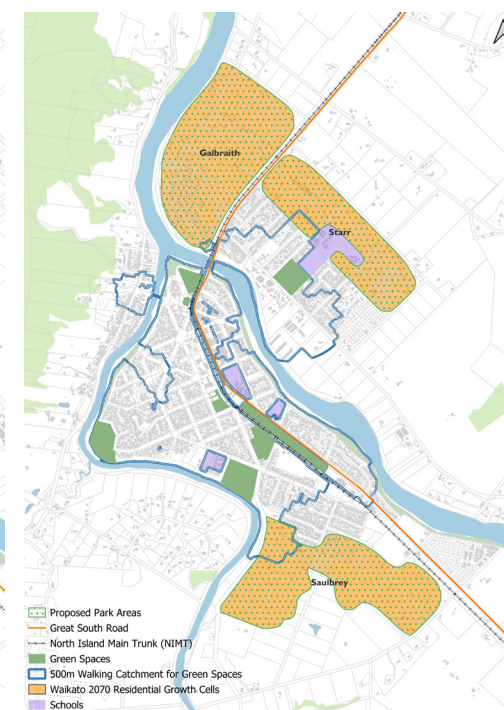 Galbraith
Starr
Saulbrey
Proposed Park Areas
Great South Road
North Island Main Trunk (NIMT)
Green Spaces
500m Walking Catchment for Green Spaces
Waikato 2070 Residential Growth Cells
Schools